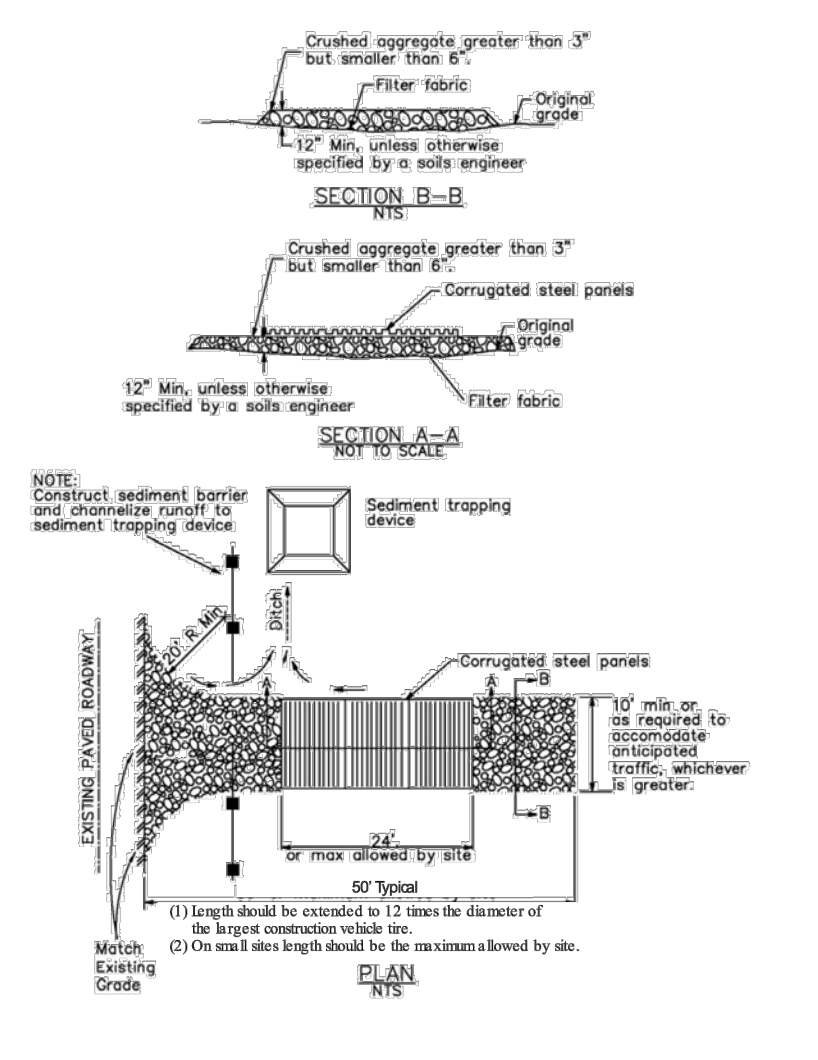 Crushed aggregate greater than 3"
but smaller than 6".
Filter fabric
Original
grade
12" Min, unless otherwise
specified by a soils engineer
SECTION B-B
NTS
Crushed aggregate greater than 3"
but smaller than 6".
Corrugated steel panels
Original
grade
12" Min, unless otherwise
specified by a soils engineer
Filter fabric
SECTION A-A
NOT TO SCALE
NOTE:
Construct sediment barrier
and channelize runoff to
sediment trapping device
Sediment trapping
device
Ditch
20' R Min
EXISTING PAVED ROADWAY
Corrugated steel panels
A
A
B
10' min or
as required to
accomodate
anticipated
traffic, whichever
is greater.
B
24'
or max allowed by site
50' Typical
(1) Length should be extended to 12 times the diameter of
the largest construction vehicle tire.
(2) On small sites length should be the maximum allowed by site.
Match
Existing
Grade
PLAN
NTS